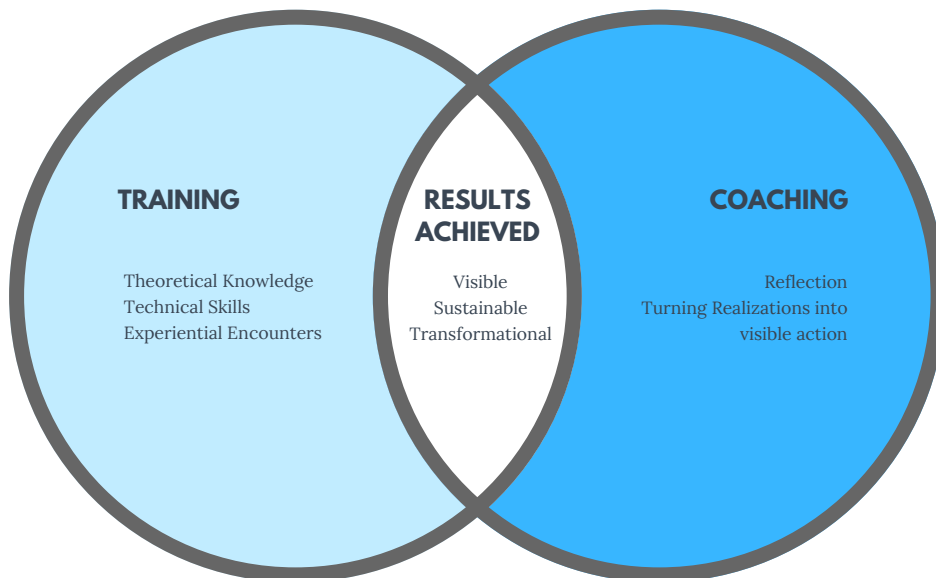 TRAINING
Theoretical Knowledge
Technical Skills
Experiential Encounters
RESULTS
ACHIEVED
Visible
Sustainable
Transformational
COACHING
Reflection
Turning Realizations into
visible action